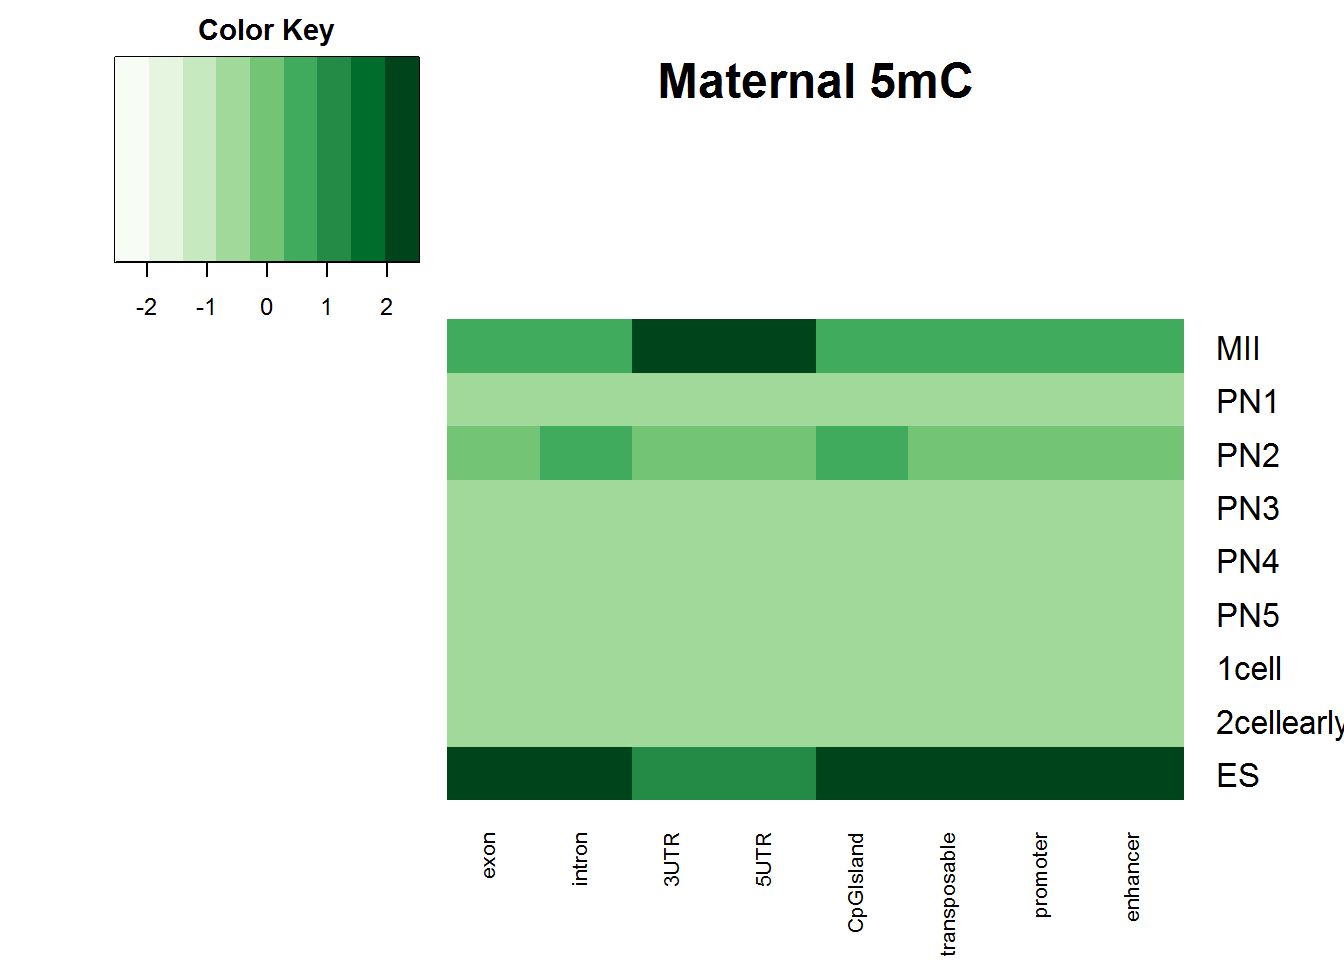 Color Key
Maternal 5mC
-2 -1 0 1 2
MII
PN1
PN2
PN3
PN4
PN5
1cell
2cellearly
ES
exon
intron
3UTR
5UTR
CpGIsland
transposable
promoter
enhancer